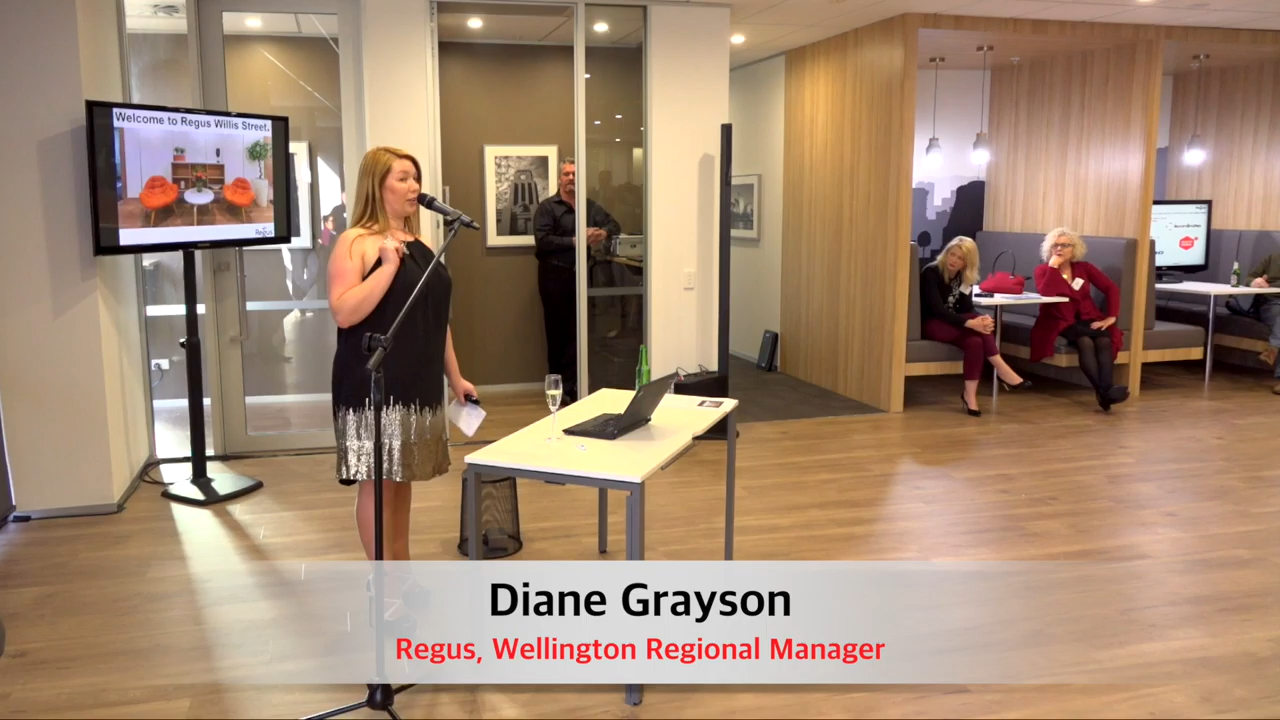 Welcome to Regus Willis Street.
Regus
Diane Grayson
Regus, Wellington Regional Manager